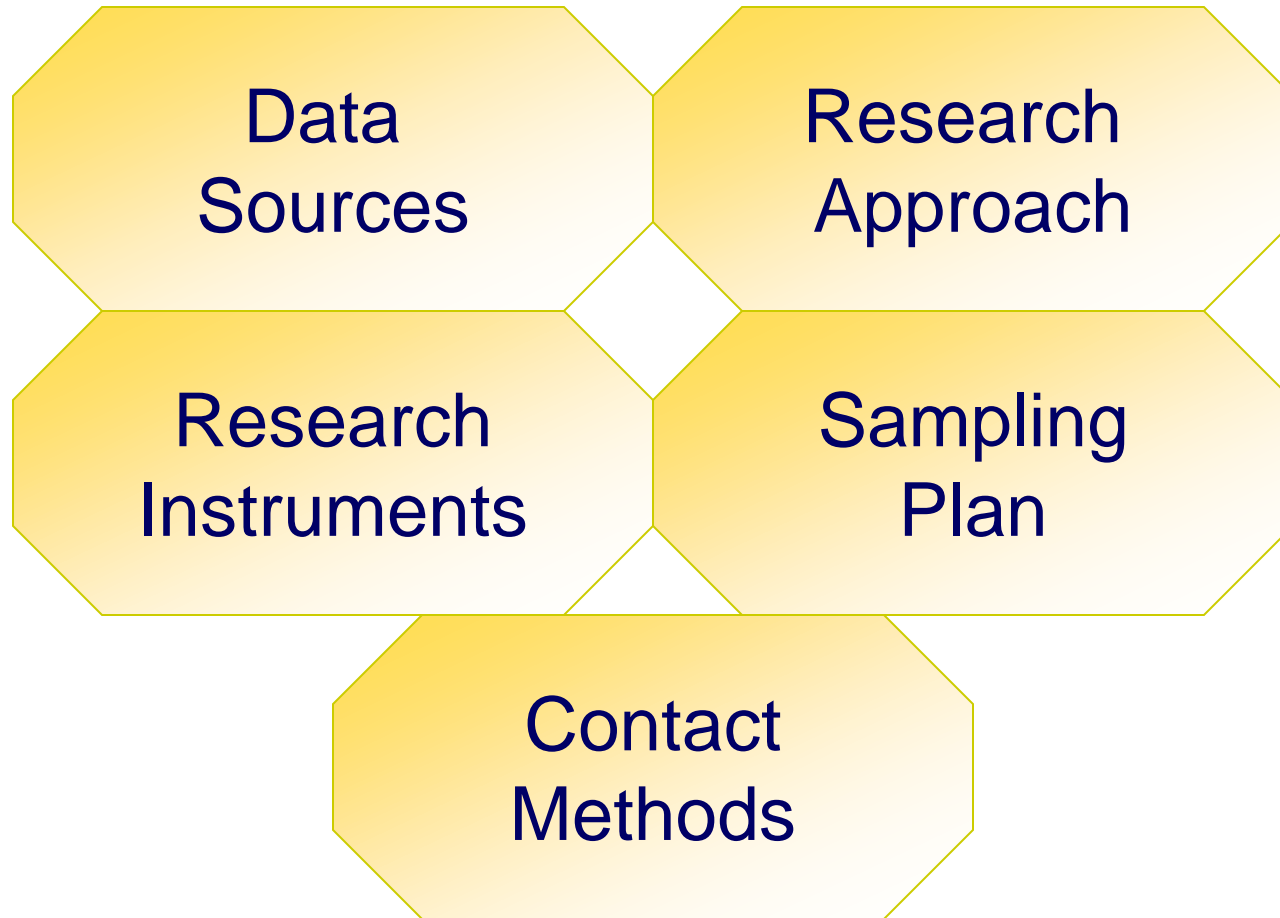 Data
Sources
Research
Approach
Research
Instruments
Sampling
Plan
Contact
Methods